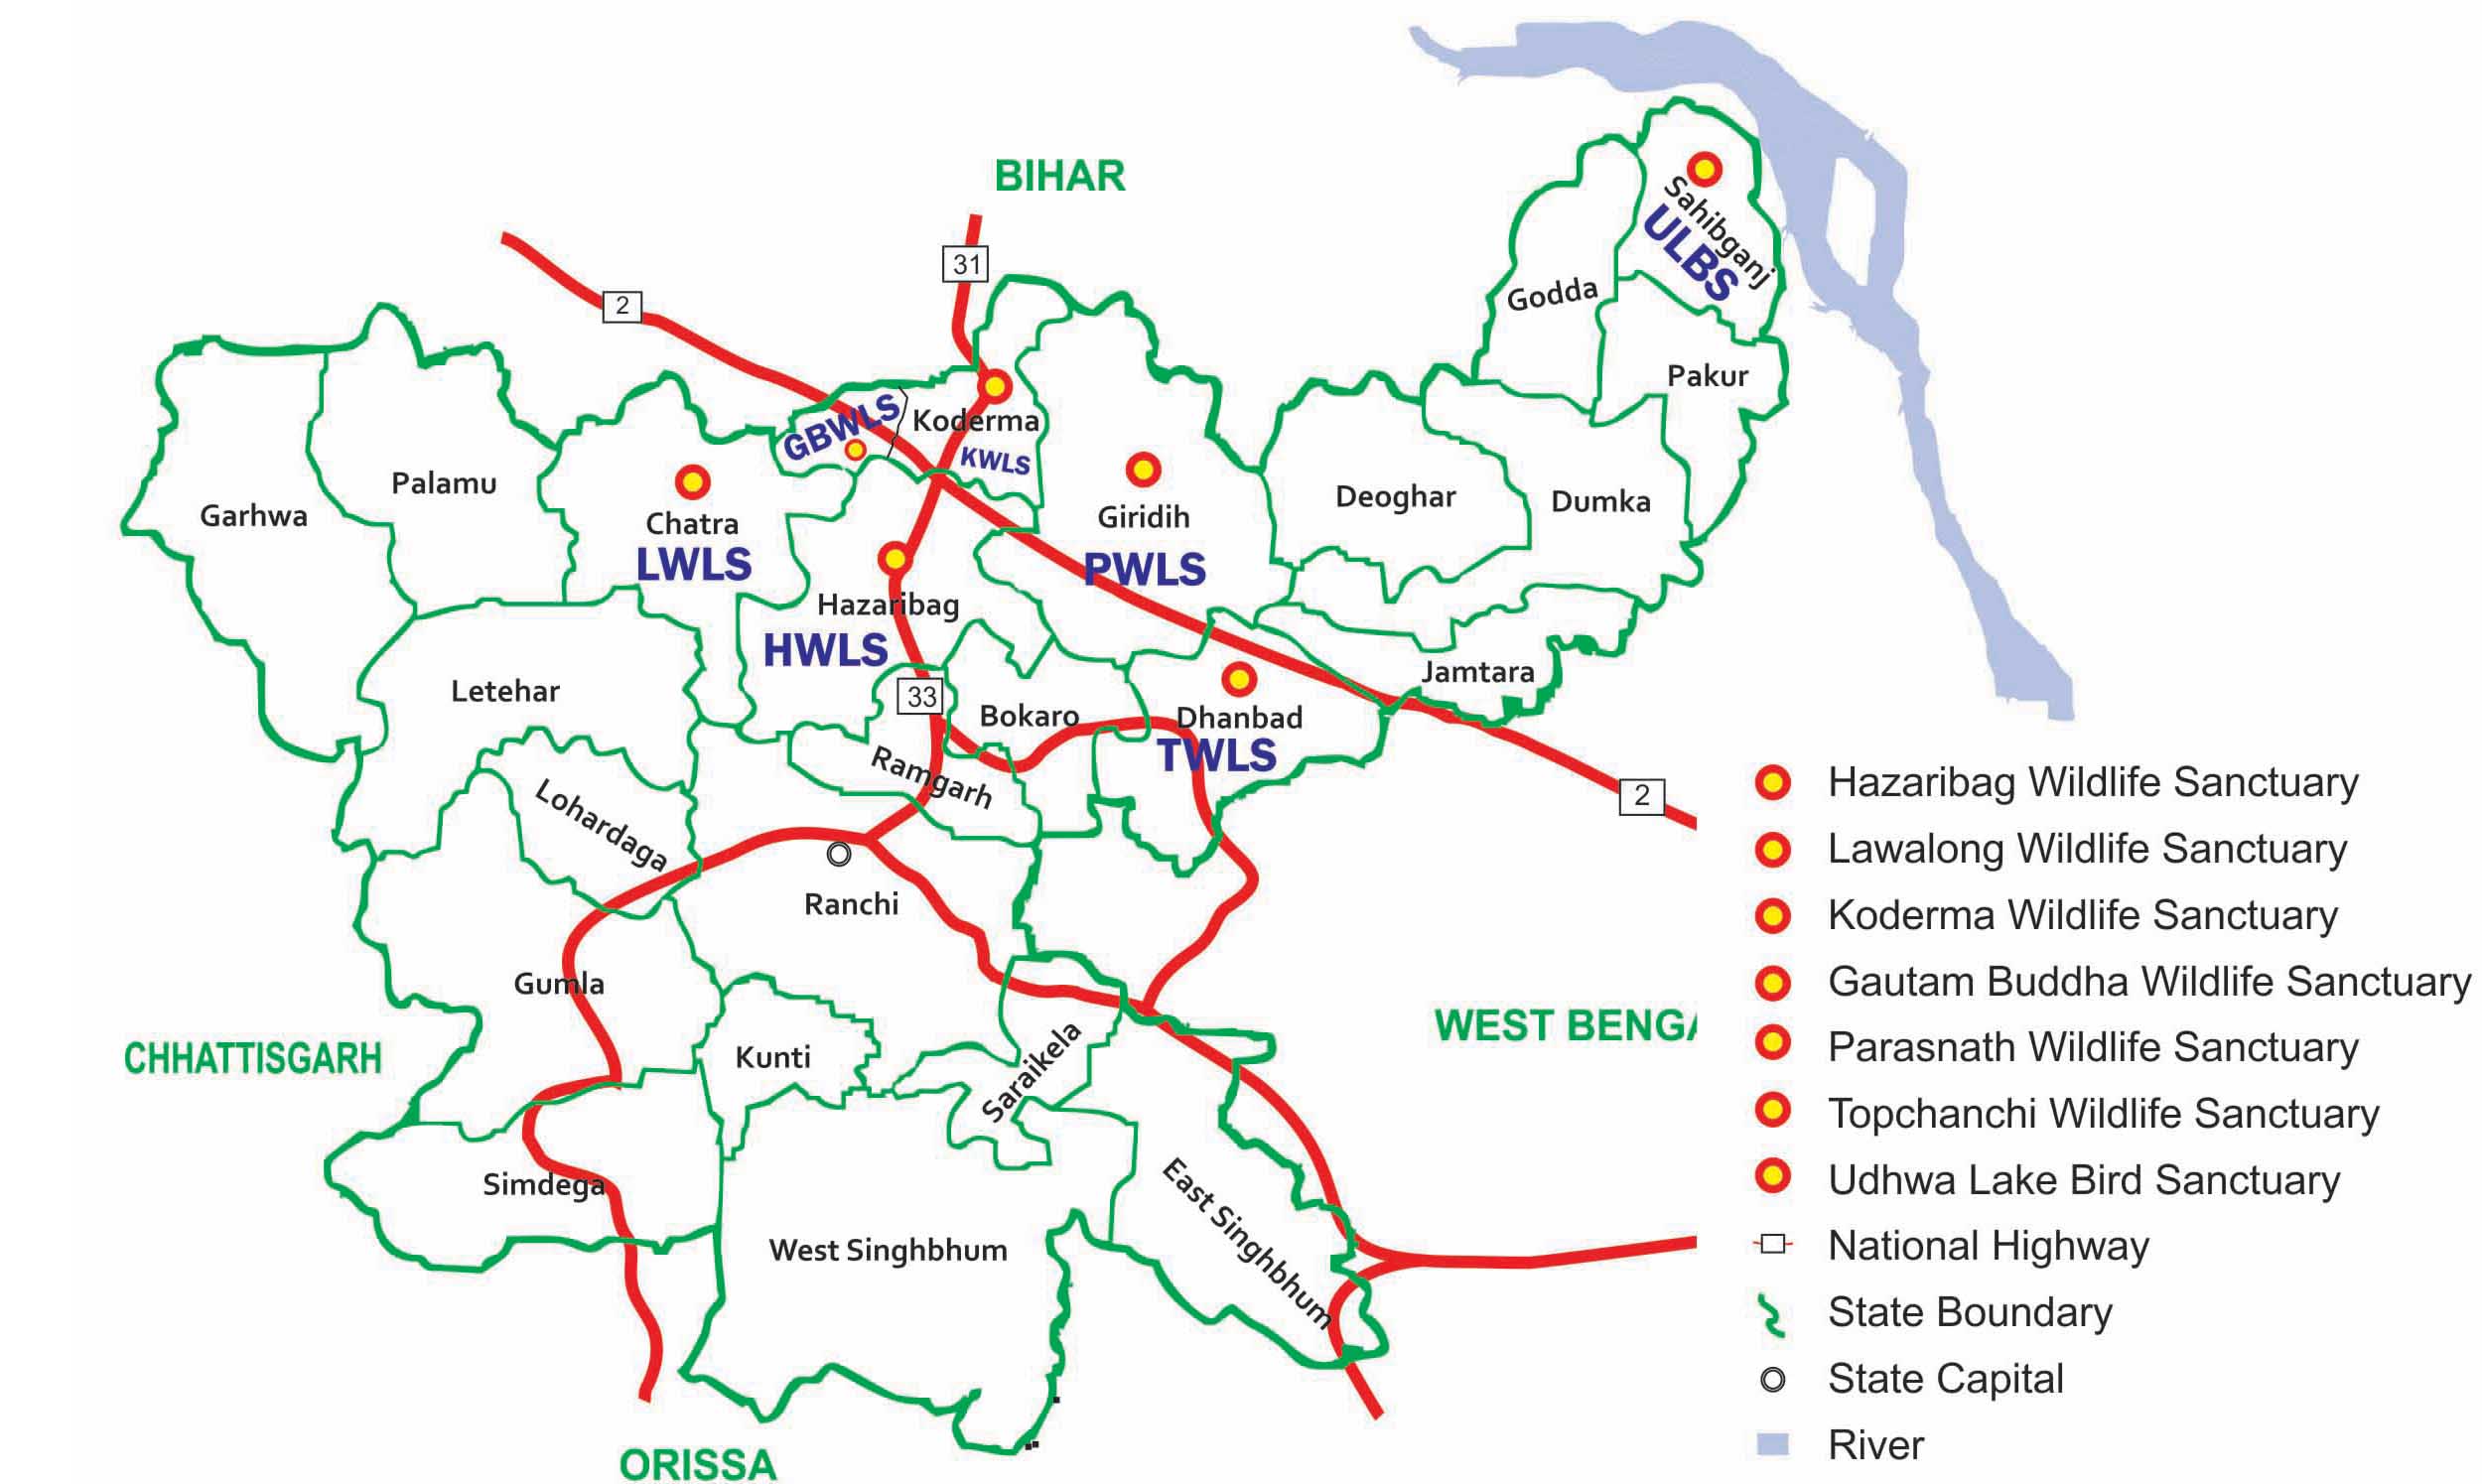 BIHAR
31
2
Sahibganj
ULBS
Godda
Pakur
GBWLS
Koderma
KWLS
Palamu
Garhwa
Chatra
LWLS
Giridih
PWLS
Deoghar
Dumka
Hazaribag
HWLS
Letehar
33
Bokaro
Dhanbad
TWLS
Jamtara
Ramgarh
Lohardaga
2
Ranchi
Gumla
CHHATTISGARH
Kunti
Saraikela
WEST BENGA
Simdega
West Singhbhum
East Singhbhum
ORISSA
Hazaribag Wildlife Sanctuary
Lawalong Wildlife Sanctuary
Koderma Wildlife Sanctuary
Gautam Buddha Wildlife Sanctuary
Parasnath Wildlife Sanctuary
Topchanchi Wildlife Sanctuary
Udhwa Lake Bird Sanctuary
National Highway
State Boundary
State Capital
River